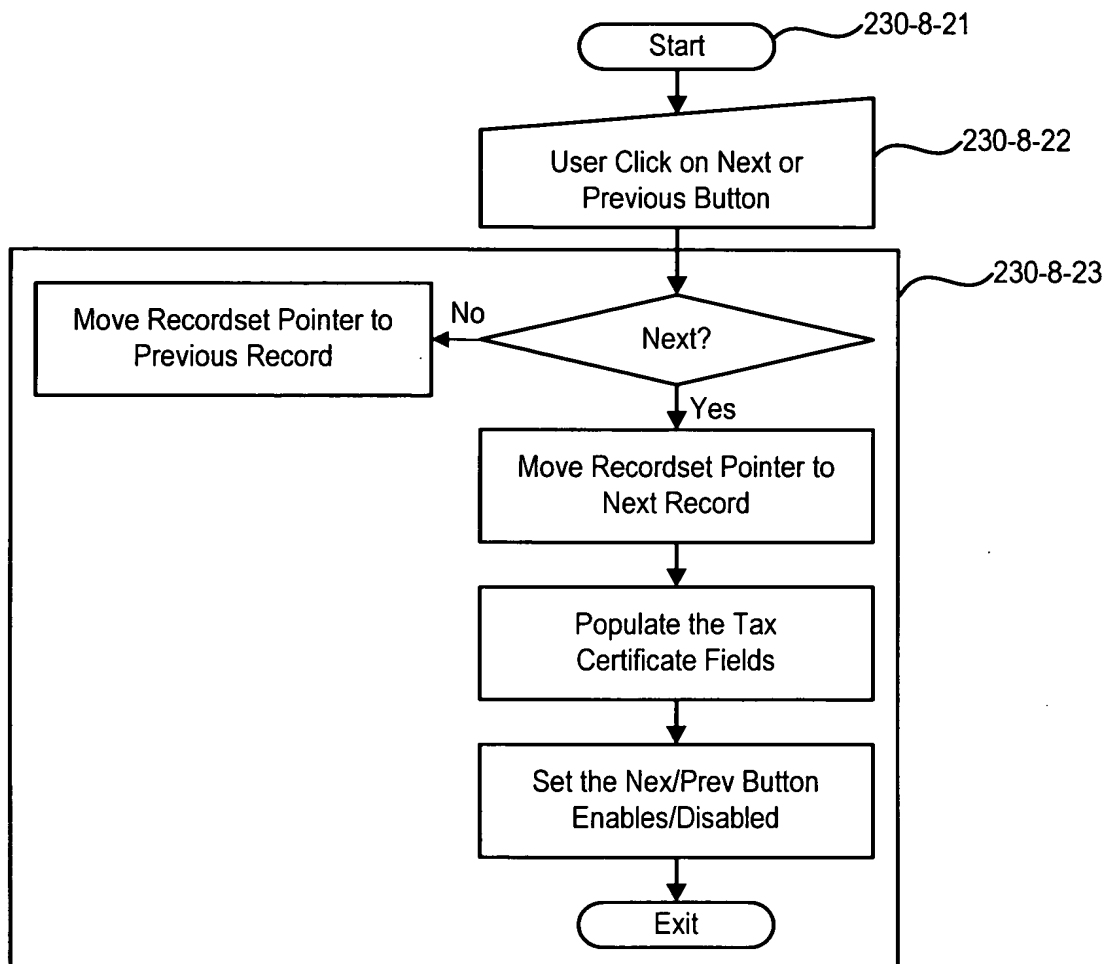 Start
230-8-21
User Click on Next or
Previous Button
230-8-22
230-8-23
Next?
No
Move Recordset Pointer to
Previous Record
Yes
Move Recordset Pointer to
Next Record
Populate the Tax
Certificate Fields
Set the Nex/Prev Button
Enables/Disabled
Exit